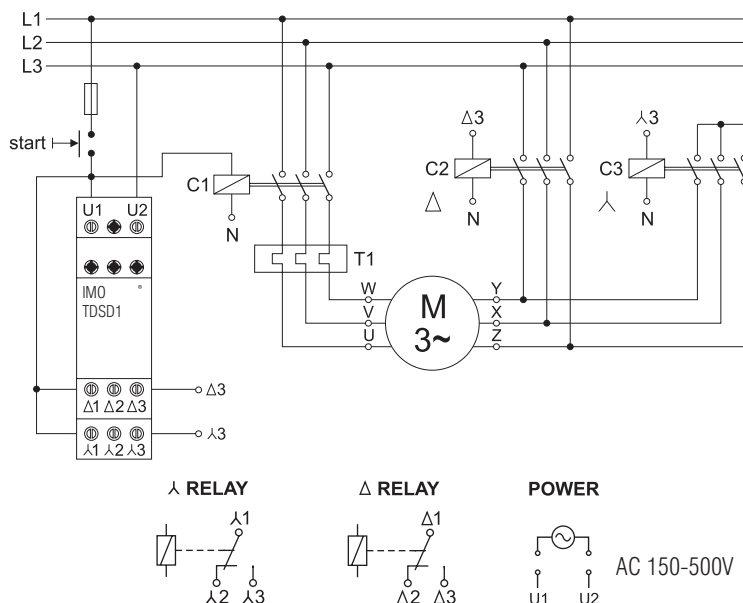 L1
L2
L3
start
Δ3
⅄3
C1
C2
C3
N
Δ
N
⅄
N
U1 U2
T1
IMO
TDSD1
W
V
U
M
3~
Y
X
Z
Δ1 Δ2 Δ3
Δ3
⅄1 ⅄2 ⅄3
⅄3
⅄ RELAY
Δ RELAY
POWER
⅄1
⅄2 ⅄3
Δ1
Δ2 Δ3
U1 U2
AC 150-500V